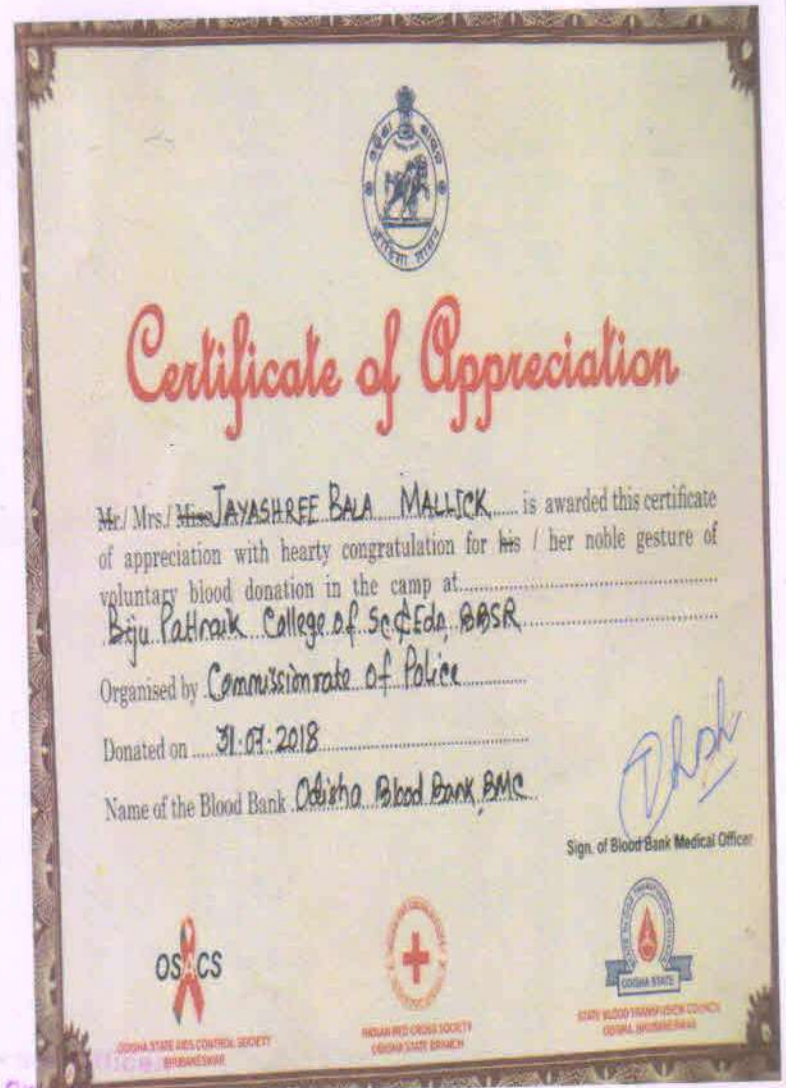 Certificate of Appreciation
Mr./ Mrs./ Miss JAYASHREE BALA MALLICK is awarded this certificate
of appreciation with hearty congratulation for his / her noble gesture of
voluntary blood donation in the camp at
Biju Pattnaik College of Sc & Edn, BBSR
Organised by Commissionrate of Police
Donated on 31.07.2018
Name of the Blood Bank Odisha Blood Bank, BMC
Sign. of Blood Bank Medical Officer
OSACS
ODISHA STATE AIDS CONTROL SOCIETY
BHUBANESWAR
INDIAN RED CROSS SOCIETY
ODISHA STATE BRANCH
ODISHA STATE
STATE BLOOD TRANSFUSION COUNCIL
ODISHA, BHUBANESWAR